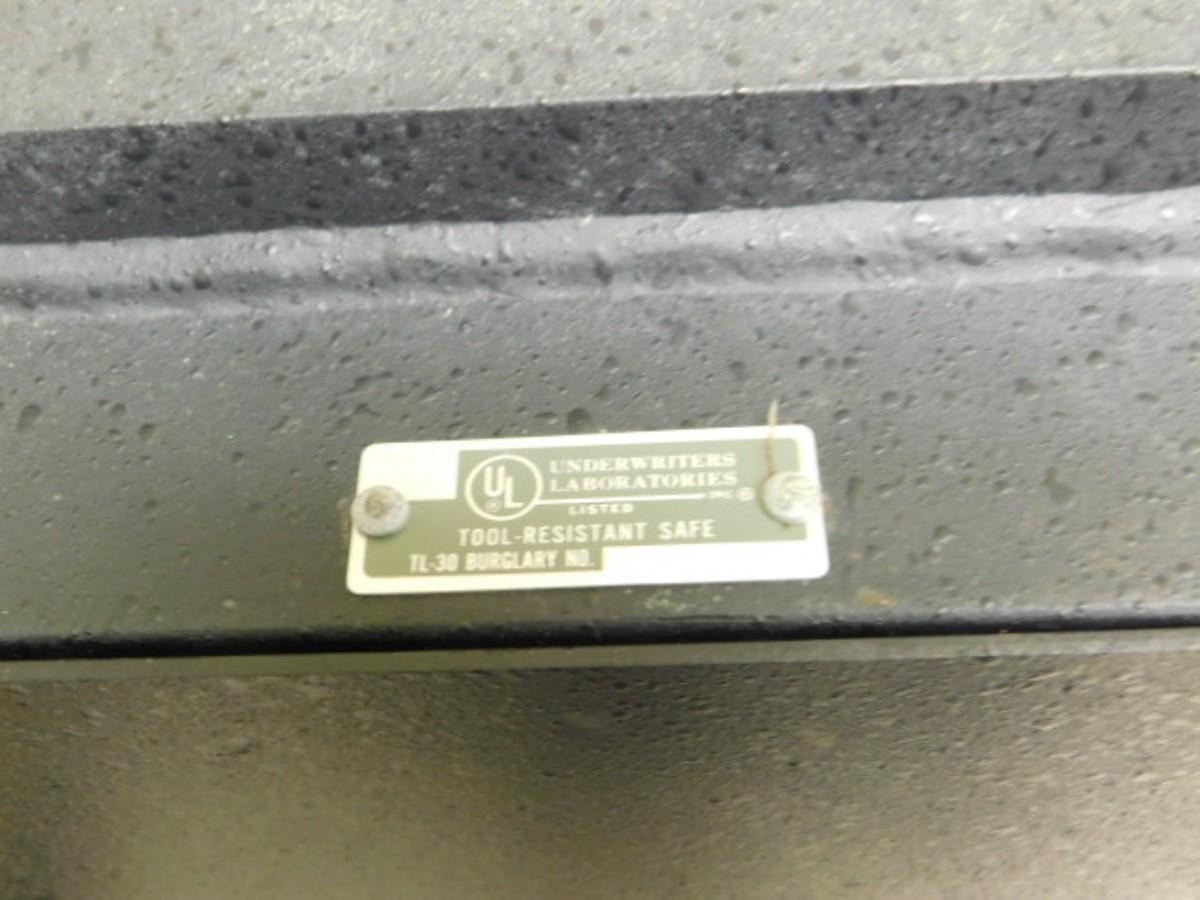 UL®
UNDERWRITERS
LABORATORIES
INC.®
LISTED
TOOL-RESISTANT SAFE
TL-30 BURGLARY NO.